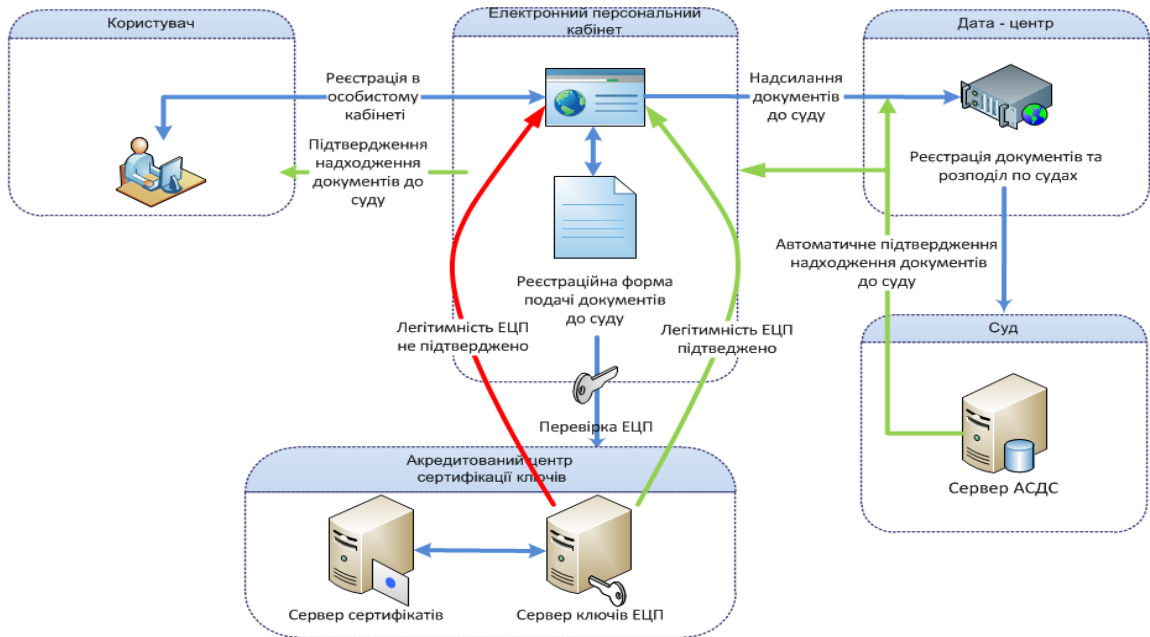 Користувач
Електронний персональний
кабінет
Дата - центр
Реєстрація в
особистому
кабінеті
Надсилання
документів
до суду
Підтвердження
надходження
документів до
суду
Реєстрація документів та
розподіл по судах
Автоматичне підтвердження
надходження документів
до суду
Реєстраційна форма
подачі документів
до суду
Легітимність ЕЦП
не підтверджено
Легітимність ЕЦП
підтведжено
Суд
Перевірка ЕЦП
Акредитований центр
сертифікації ключів
Сервер АСДС
Сервер сертифікатів
Сервер ключів ЕЦП